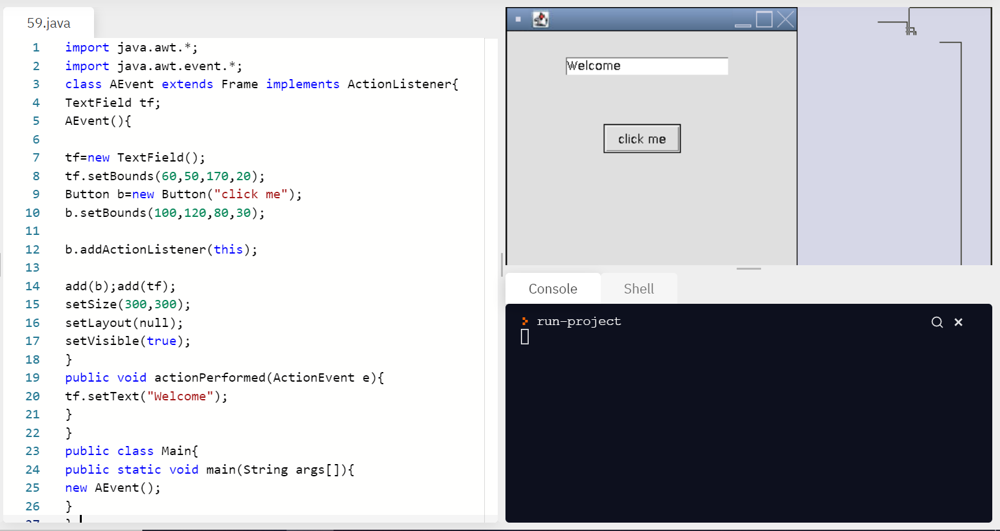 59.java
1 import java.awt.*;
2 import java.awt.event.*;
3 class AEvent extends Frame implements ActionListener{
4 TextField tf;
5 AEvent(){
6
7 tf=new TextField();
8 tf.setBounds(60,50,170,20);
9 Button b=new Button("click me");
10 b.setBounds(100,120,80,30);
11
12 b.addActionListener(this);
13
14 add(b);add(tf);
15 setSize(300,300);
16 setLayout(null);
17 setVisible(true);
18 }
19 public void actionPerformed(ActionEvent e){
20 tf.setText("Welcome");
21 }
22 }
23 public class Main{
24 public static void main(String args[]){
25 new AEvent();
26 }
27 }
Welcome
click me
Console Shell
run-project